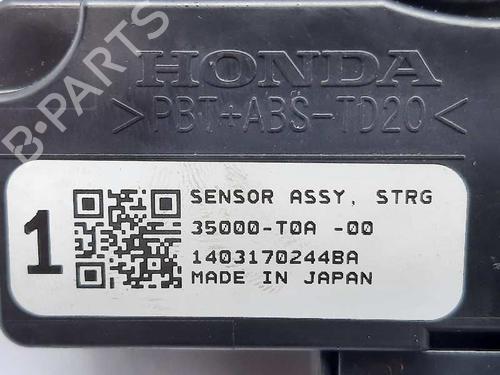 B-PARTS
HONDA
>PBT+ABS-TD20<
1
SENSOR ASSY, STRG
35000-T0A -00
1403170244BA
MADE IN JAPAN